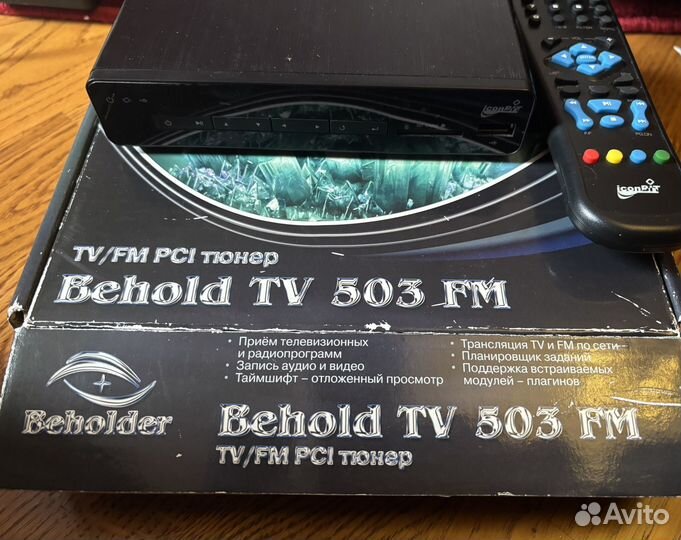 iconBIT
iconBIT
TV/FM PCI тюнер
Behold TV 503 FM
• Приём телевизионных
и радиопрограмм
• Запись аудио и видео
• Таймшифт – отложенный просмотр
• Трансляция TV и FM по сети
• Планировщик заданий
• Поддержка встраиваемых
модулей – плагинов
Beholder
Behold TV 503 FM
TV/FM PCI тюнер
Avito